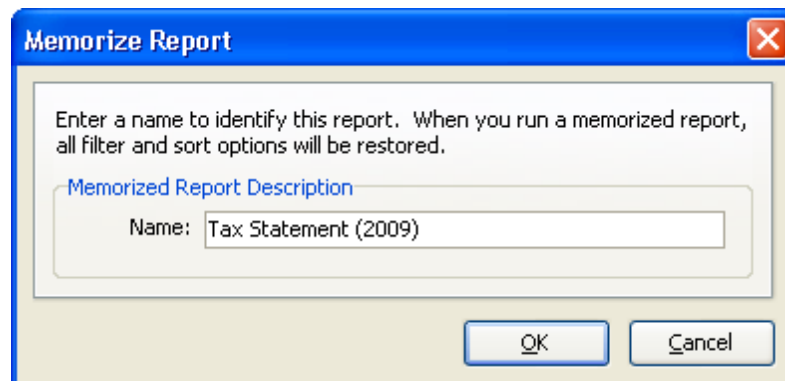 Memorize Report
Enter a name to identify this report. When you run a memorized report,
all filter and sort options will be restored.
Memorized Report Description
Name: Tax Statement (2009)
OK Cancel